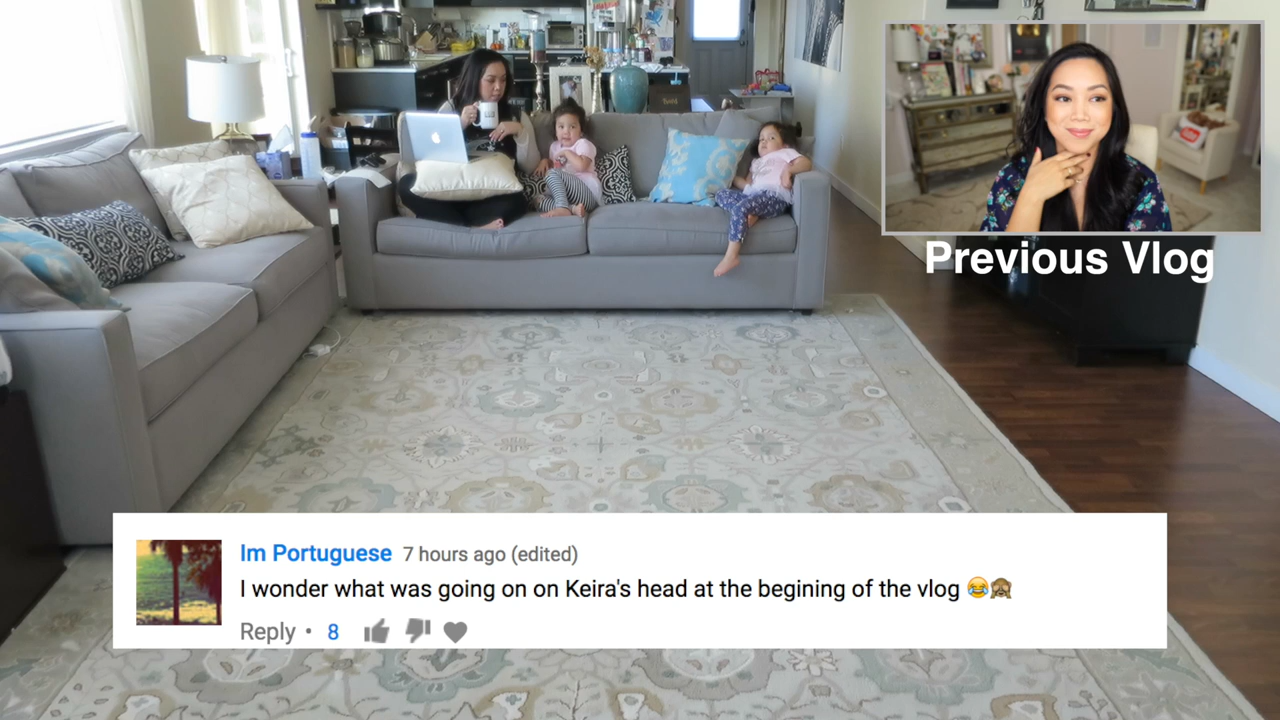 Previous Vlog
Im Portuguese 7 hours ago (edited)
I wonder what was going on on Keira's head at the begining of the vlog 😂🙈
Reply • 8